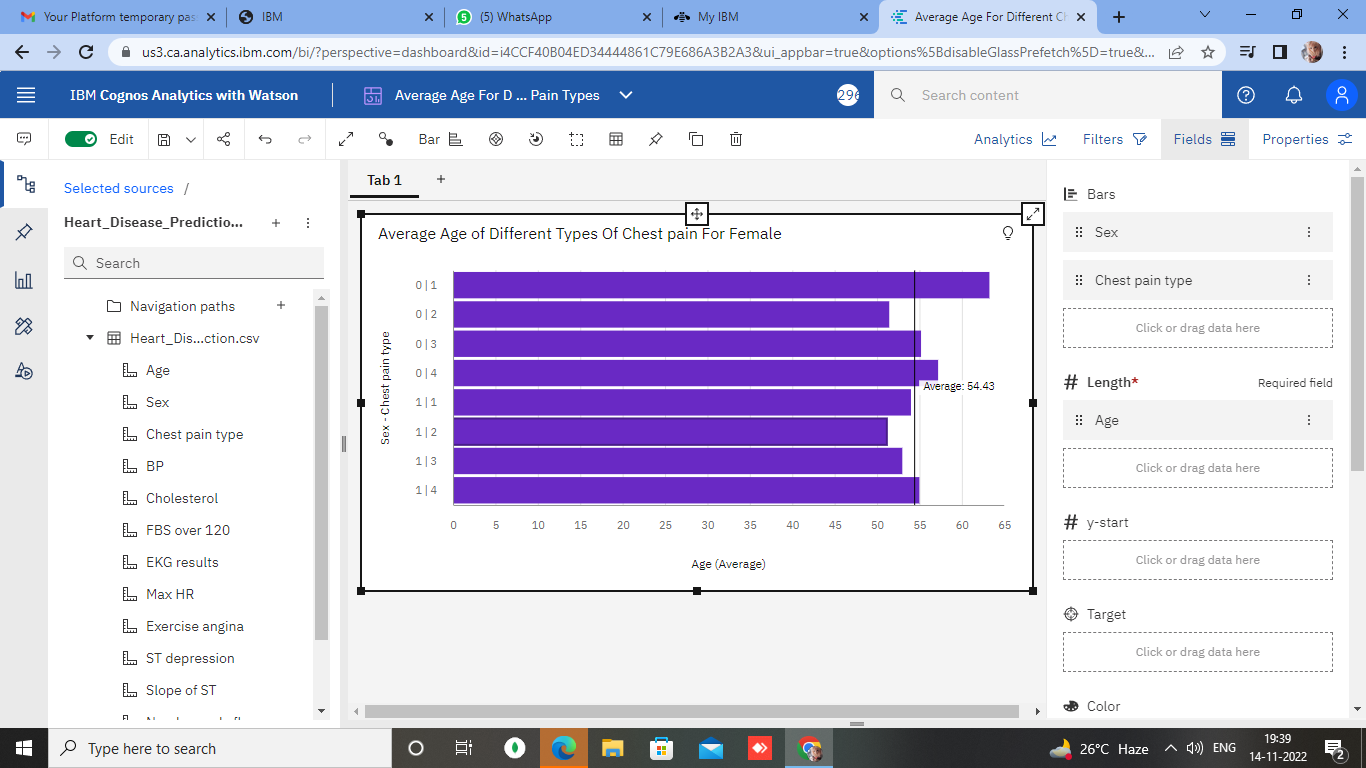 Your Platform temporary pas
IBM
(5) WhatsApp
My IBM
Average Age For Different Ch
us3.ca.analytics.ibm.com/bi/?perspective=dashboard&id=i4CCF40B04ED34444861C79E686A3B2A3&ui_appbar=true&options%5BdisableGlassPrefetch%5D=true&...
IBM Cognos Analytics with Watson
Average Age For D ... Pain Types
296
Search content
Edit
Bar
Analytics
Filters
Fields
Properties
Selected sources /
Heart_Disease_Predictio...
Search
Navigation paths
Heart_Dis...ction.csv
Age
Sex
Chest pain type
BP
Cholesterol
FBS over 120
EKG results
Max HR
Exercise angina
ST depression
Slope of ST
Tab 1
Average Age of Different Types Of Chest pain For Female
Sex - Chest pain type
0 | 1
0 | 2
0 | 3
0 | 4
1 | 1
1 | 2
1 | 3
1 | 4
Average: 54.43
0 5 10 15 20 25 30 35 40 45 50 55 60 65
Age (Average)
Bars
Sex
Chest pain type
Click or drag data here
# Length* Required field
Age
Click or drag data here
# y-start
Click or drag data here
Target
Click or drag data here
Color
Type here to search
26°C Haze
ENG
19:39
14-11-2022
2